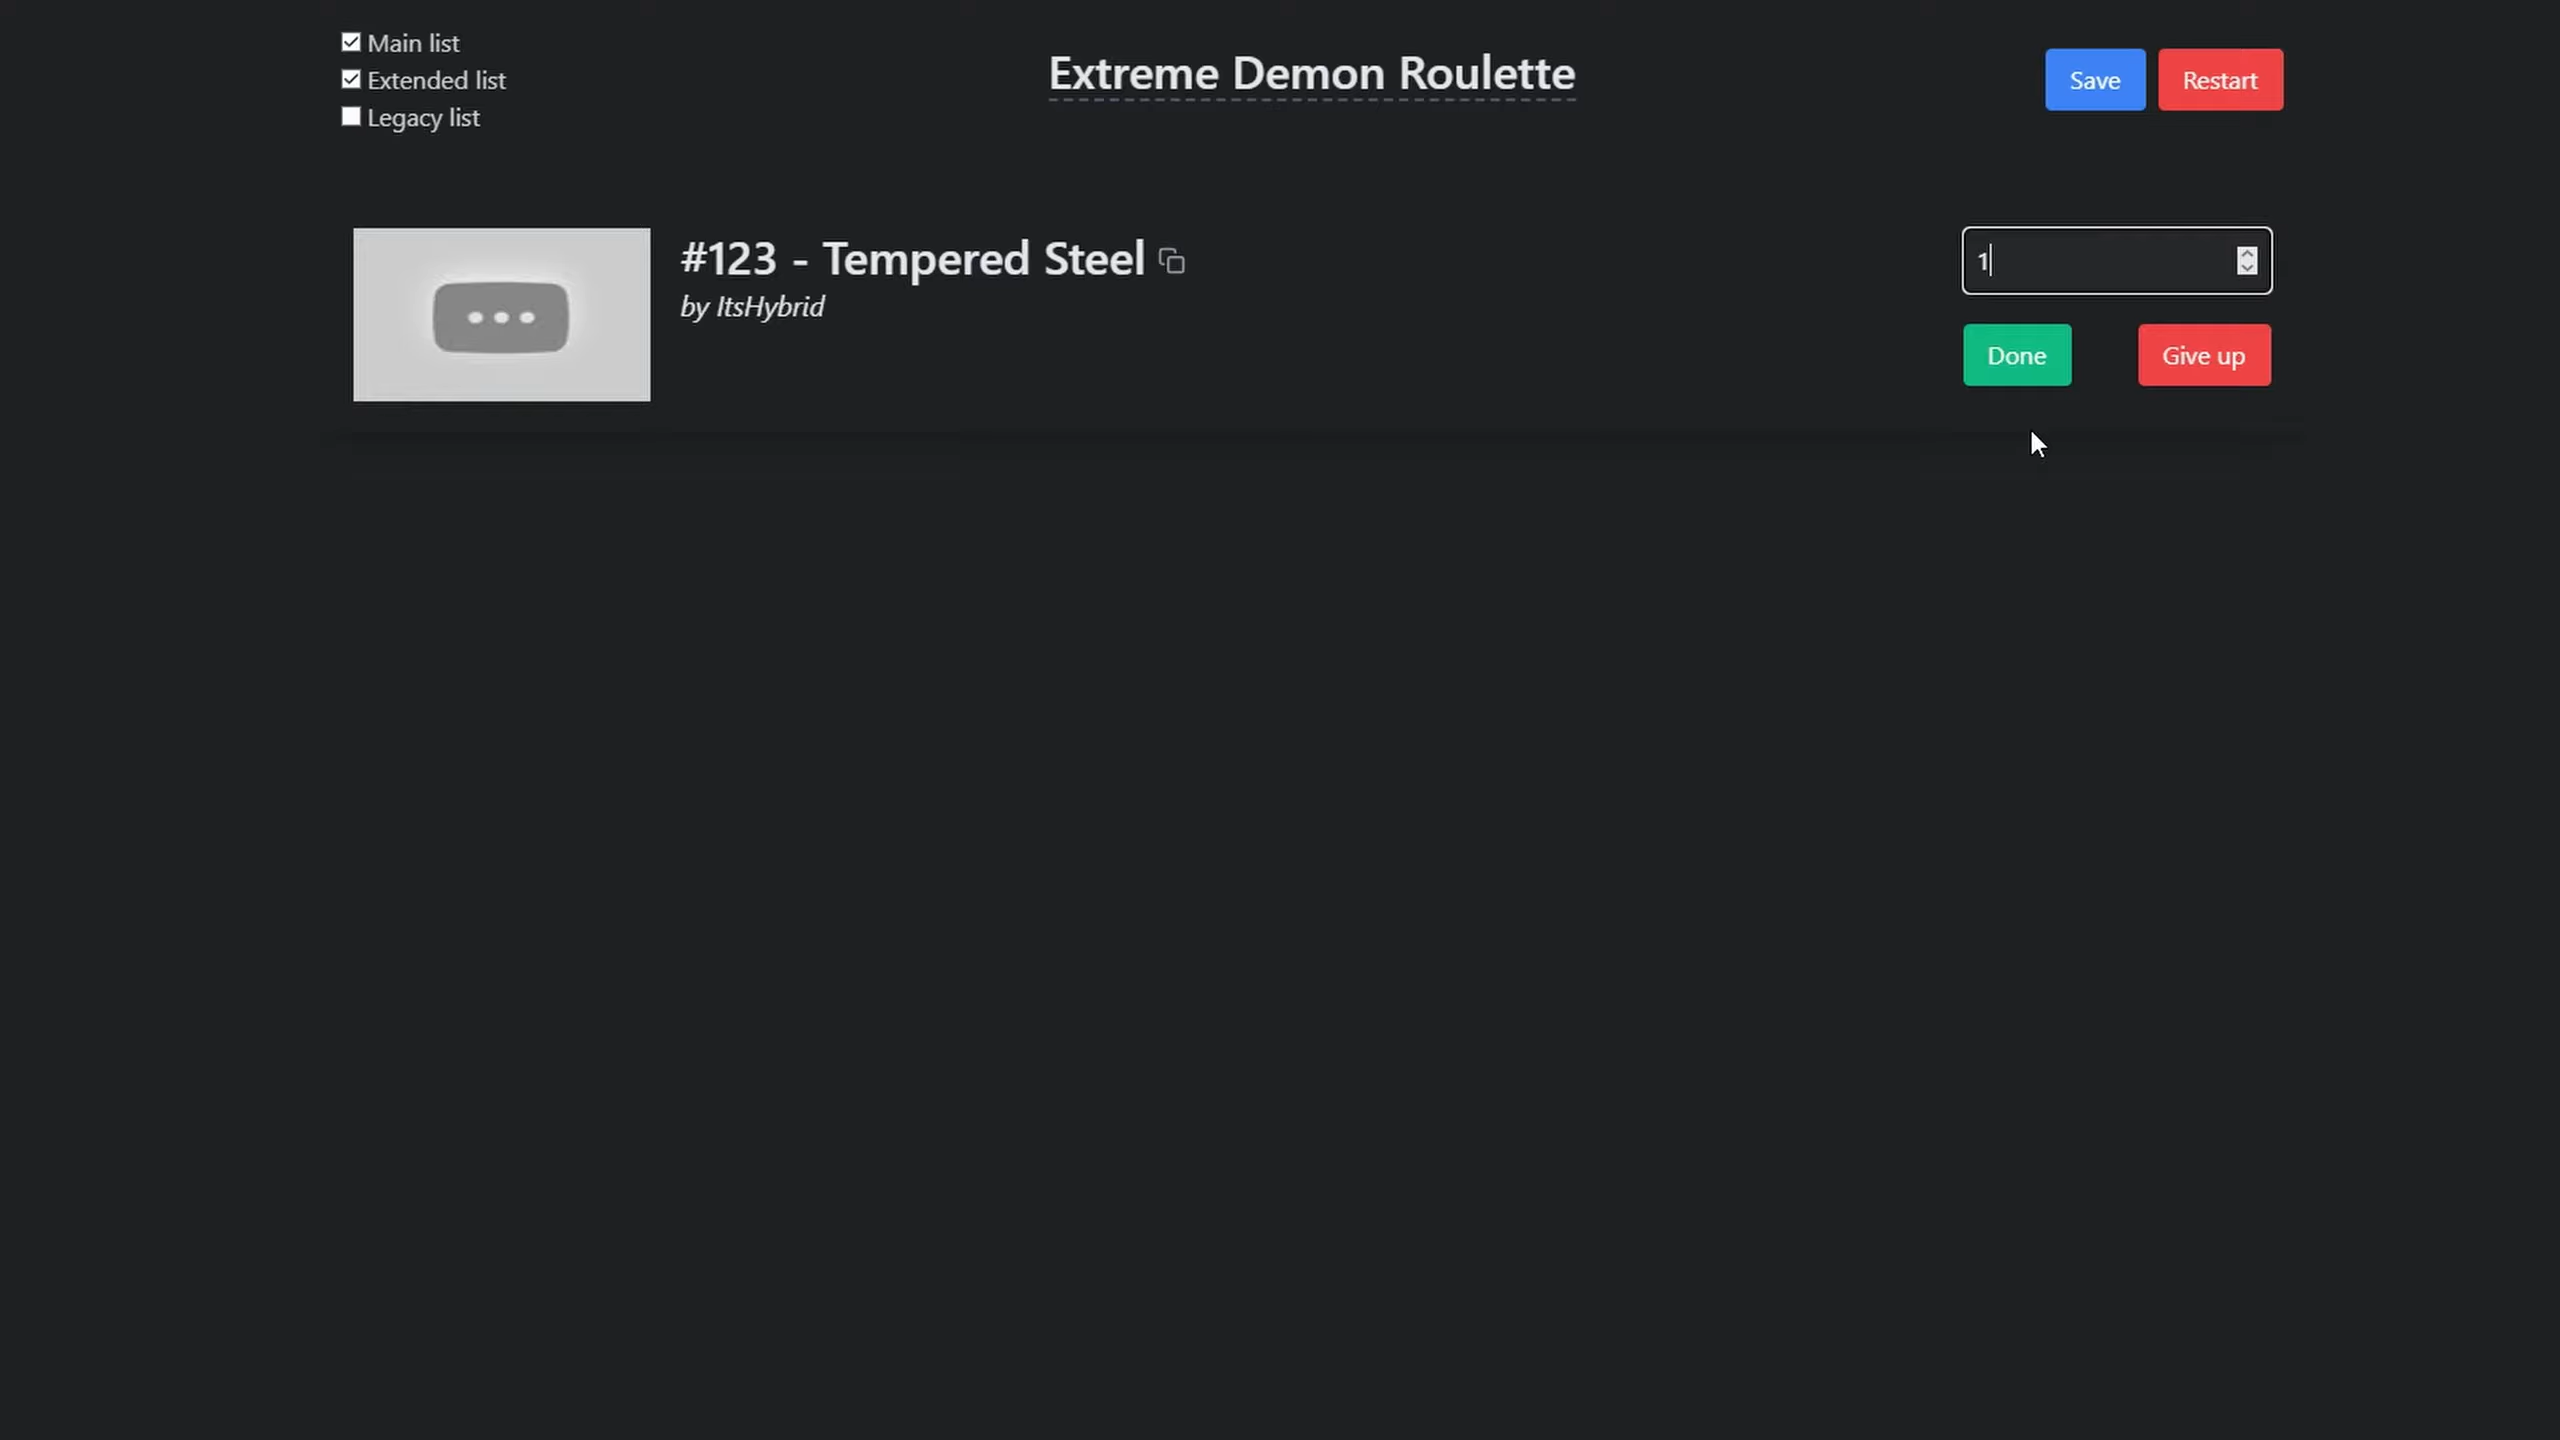 Main list
Extended list
Legacy list
Extreme Demon Roulette
Save
Restart
#123 - Tempered Steel
by ItsHybrid
1
Done
Give up